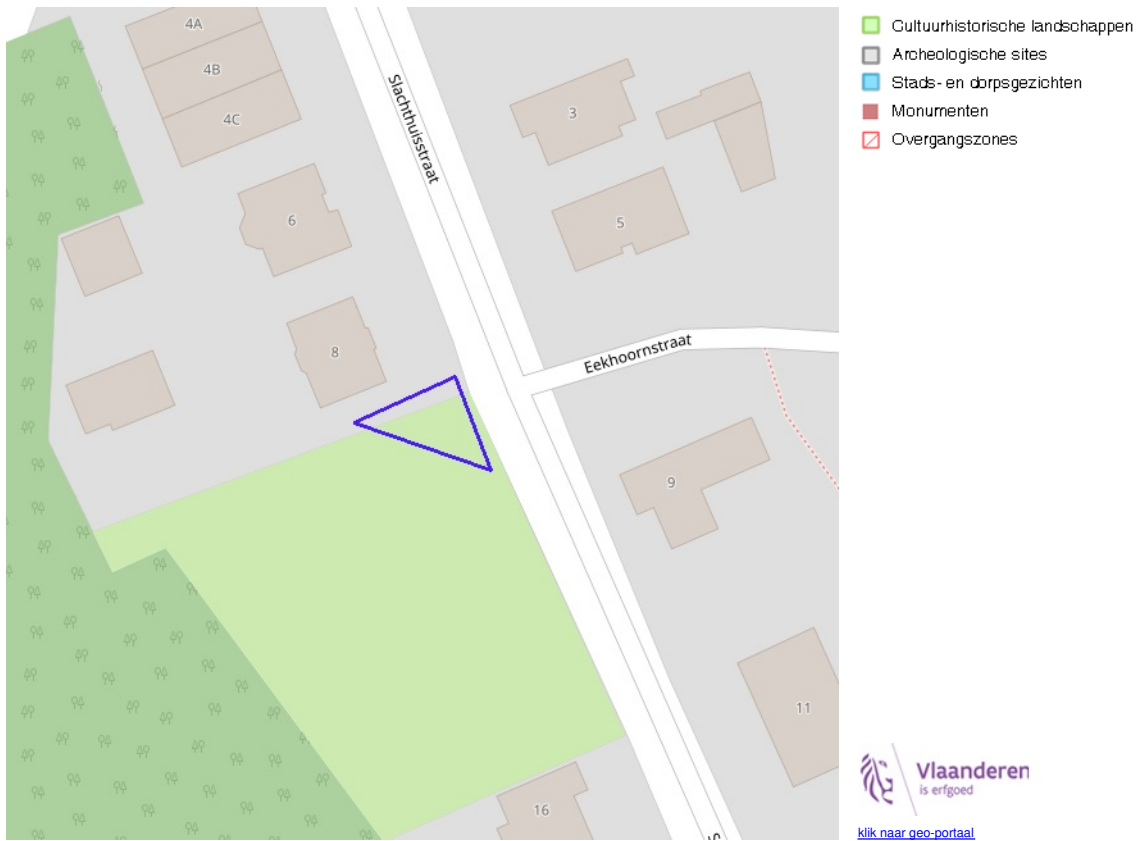 4A
4B
4C
Slachthuisstraat
3
6
5
8
Eekhoornstraat
9
11
16
S
Cultuurhistorische landschappen
Archeologische sites
Stads- en dorpsgezichten
Monumenten
Overgangszones
Vlaanderen
is erfgoed
klik naar geo-portaal